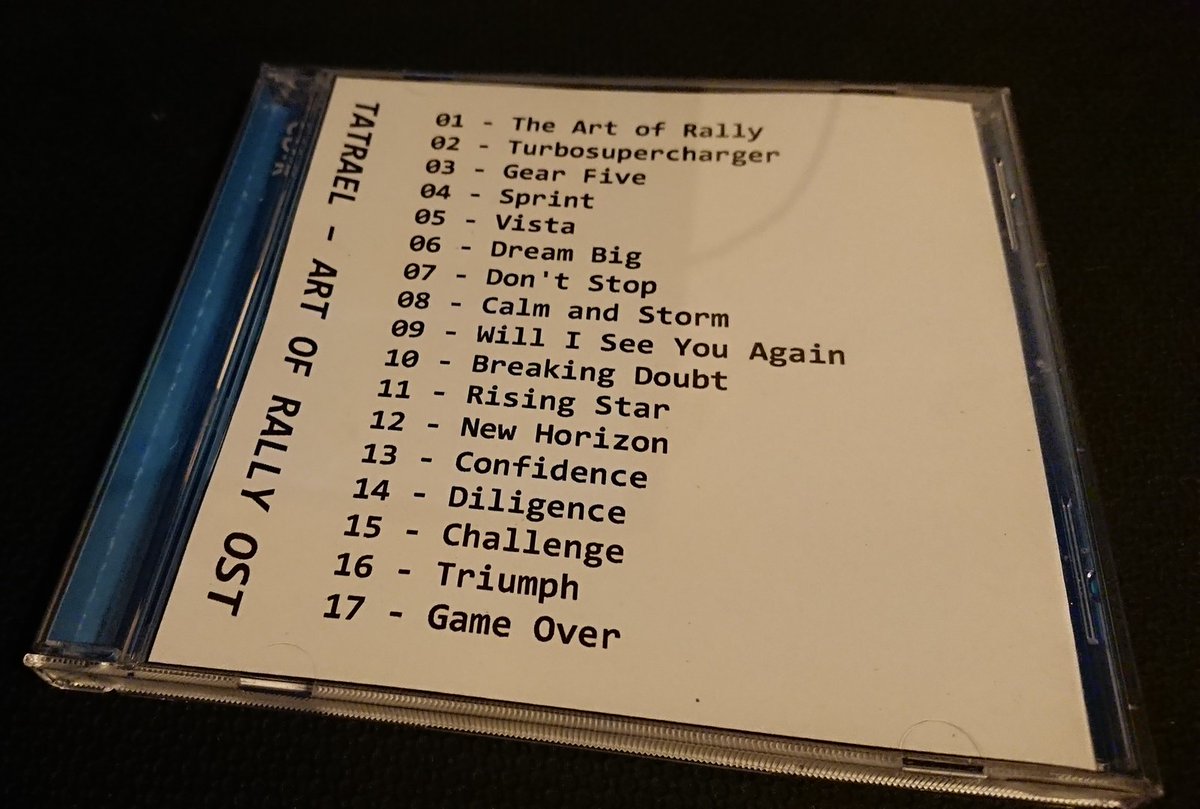 TATRAEL - ART OF RALLY OST
01 - The Art of Rally
02 - Turbosupercharger
03 - Gear Five
04 - Sprint
05 - Vista
06 - Dream Big
07 - Don't Stop
08 - Calm and Storm
09 - Will I See You Again
10 - Breaking Doubt
11 - Rising Star
12 - New Horizon
13 - Confidence
14 - Diligence
15 - Challenge
16 - Triumph
17 - Game Over